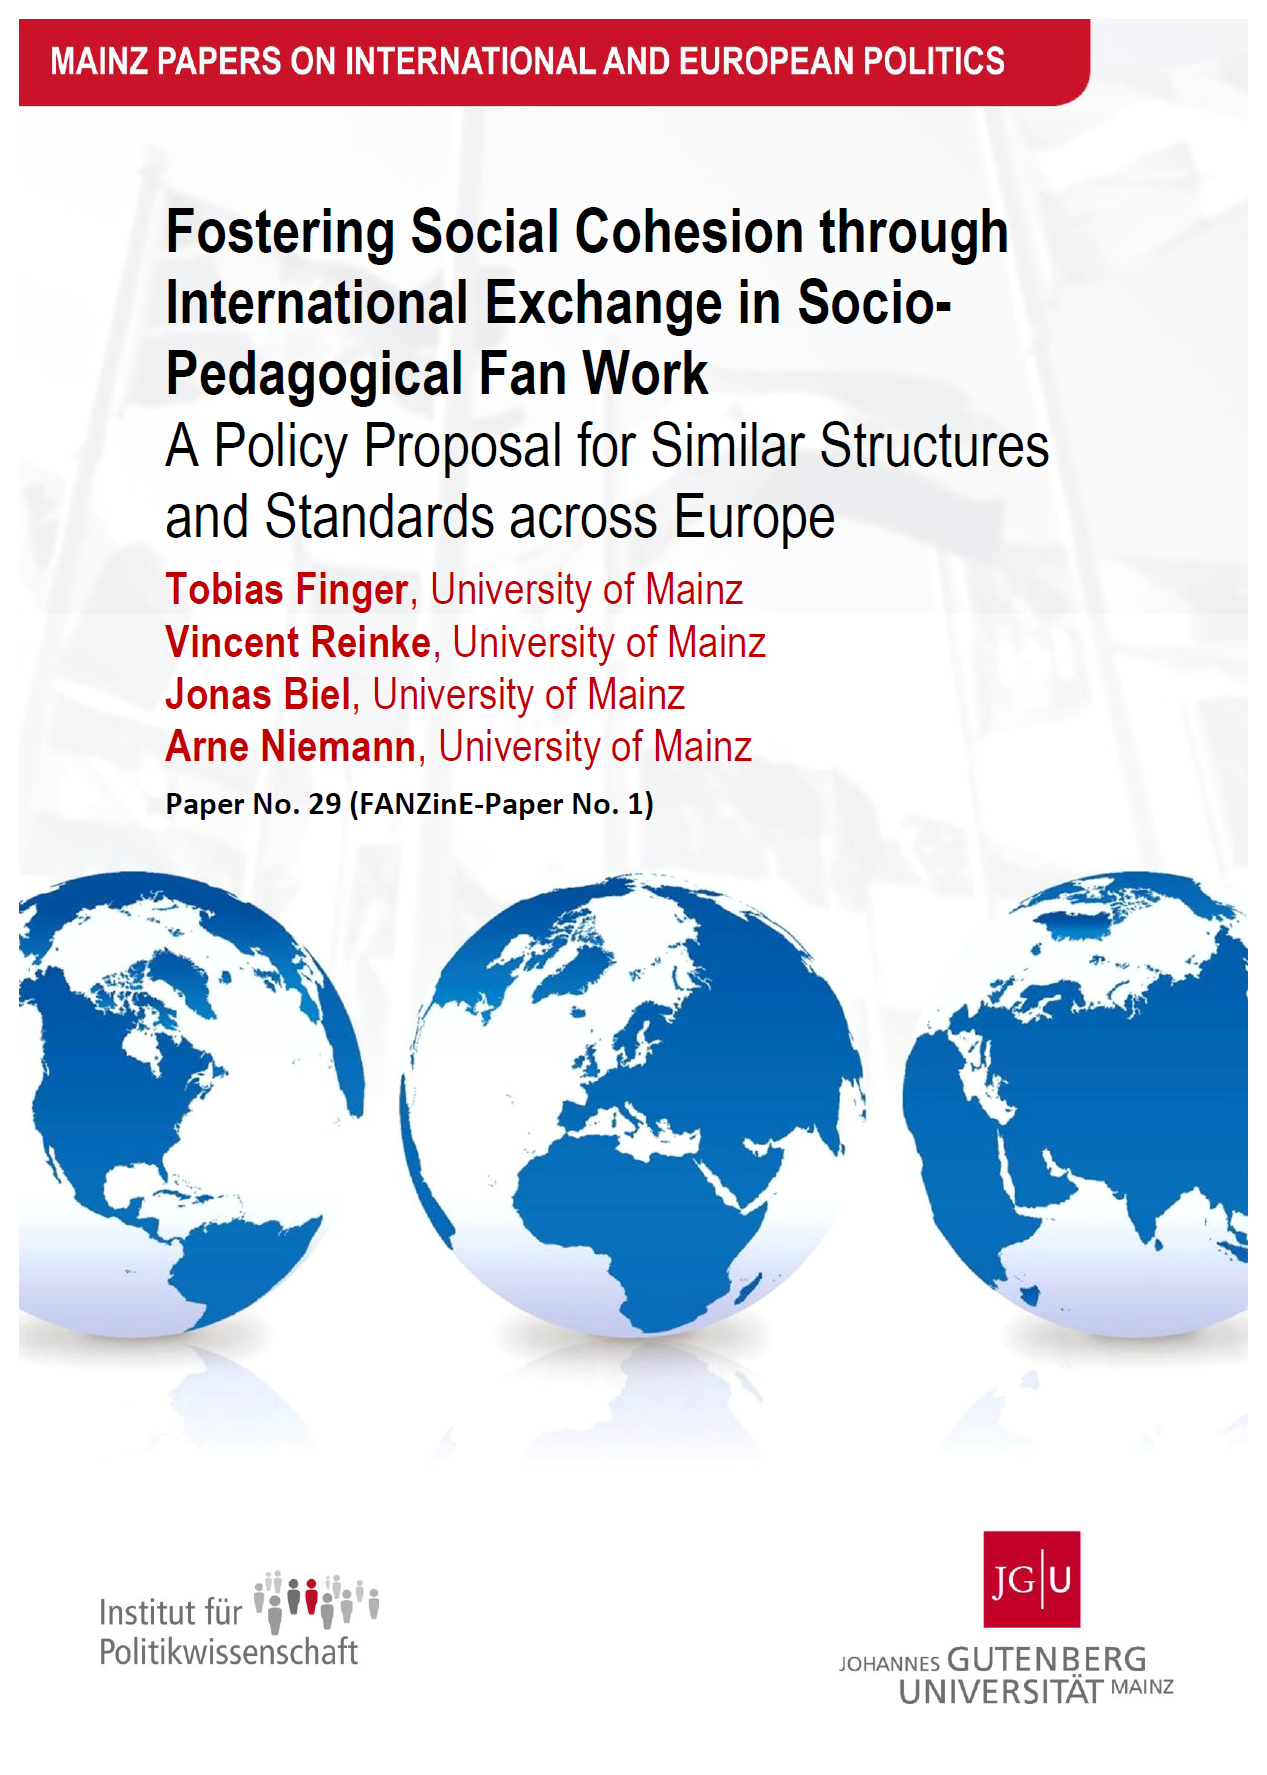 MAINZ PAPERS ON INTERNATIONAL AND EUROPEAN POLITICS
Fostering Social Cohesion through
International Exchange in Socio-
Pedagogical Fan Work
A Policy Proposal for Similar Structures
and Standards across Europe
Tobias Finger, University of Mainz
Vincent Reinke, University of Mainz
Jonas Biel, University of Mainz
Arne Niemann, University of Mainz
Paper No. 29 (FANZinE-Paper No. 1)
Institut für
Politikwissenschaft
JG|U
JOHANNES GUTENBERG
UNIVERSITÄT MAINZ